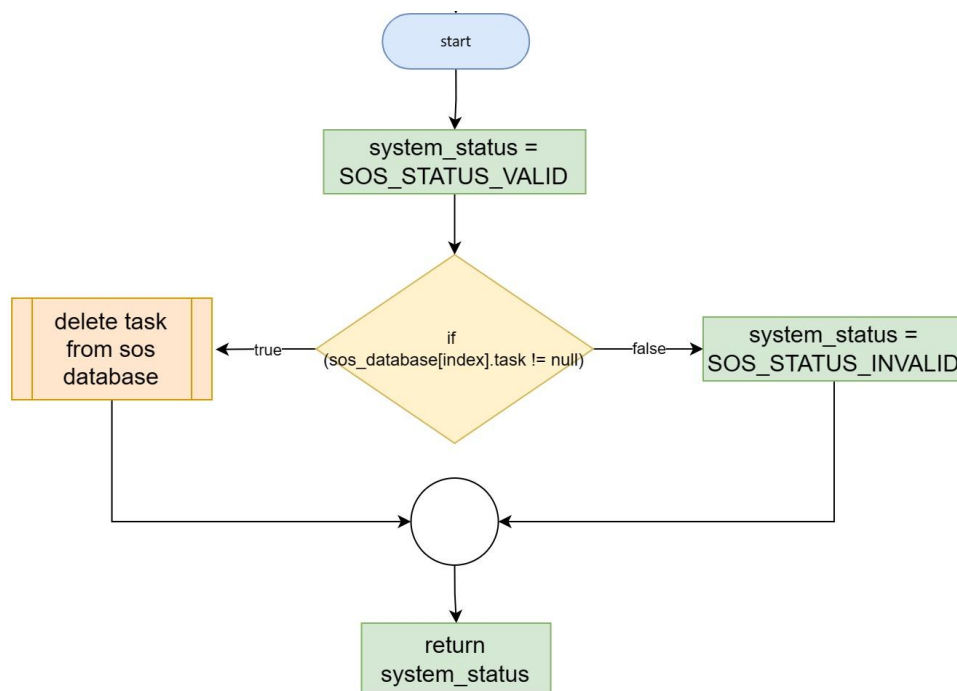 start
system_status =
SOS_STATUS_VALID
if
(sos_database[index].task != null)
true
false
delete task
from sos
database
system_status =
SOS_STATUS_INVALID
return
system_status